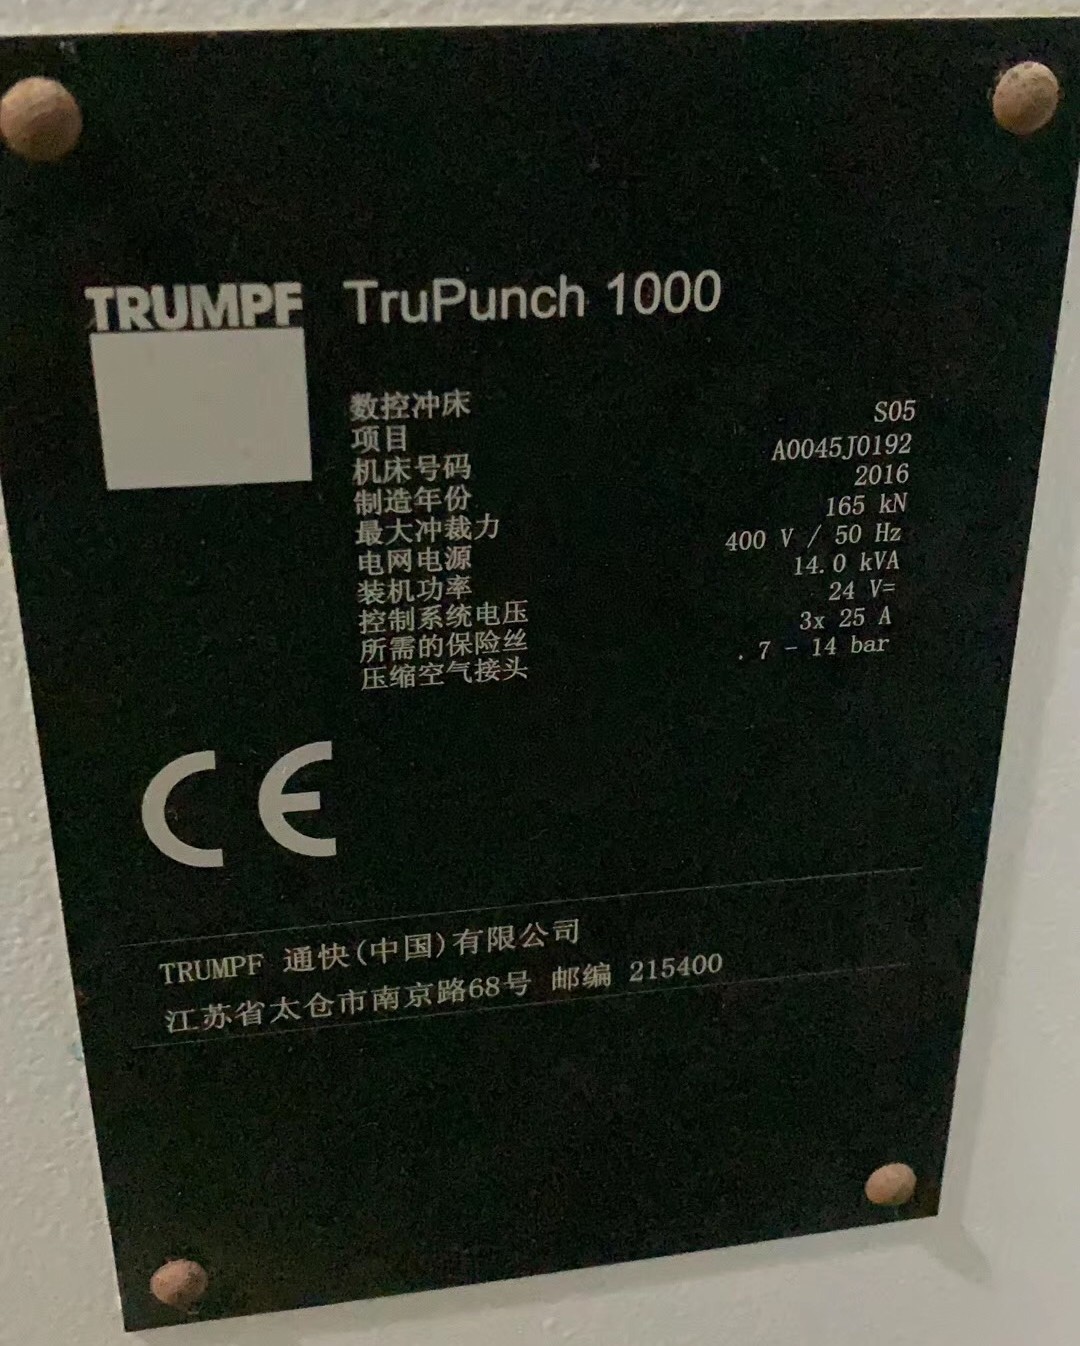 TRUMPF TruPunch 1000
数控冲床
项目 S05
机床号码 A0045J0192
制造年份 2016
最大冲裁力 165 kN
电网电源 400 V / 50 Hz
装机功率 14.0 kVA
控制系统电压 24 V=
所需的保险丝 3x 25 A
压缩空气接头 . 7 - 14 bar
CE
TRUMPF 通快(中国)有限公司
江苏省太仓市南京路68号 邮编 215400